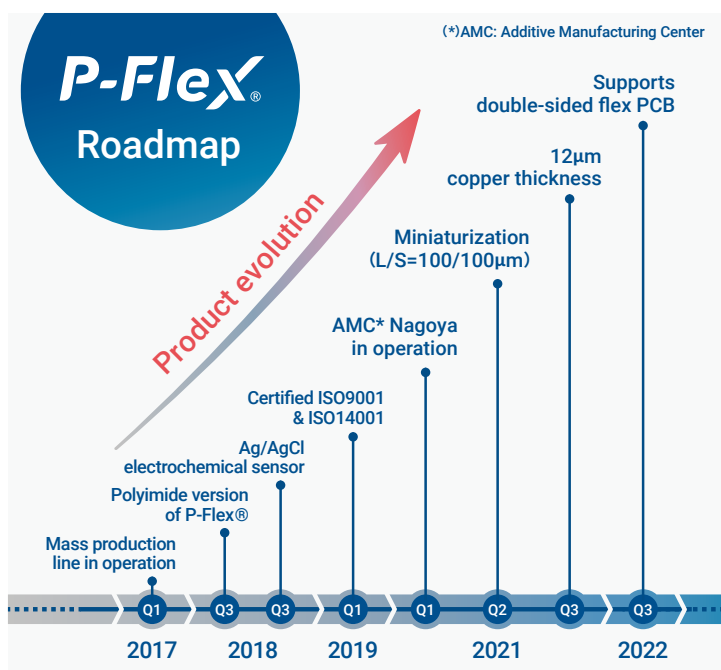 (*)AMC: Additive Manufacturing Center
P-Flex®
Roadmap
Product evolution
Supports
double-sided flex PCB
12μm
copper thickness
Miniaturization
(L/S=100/100μm)
AMC* Nagoya
in operation
Certified ISO9001
& ISO14001
Ag/AgCl
electrochemical sensor
Polyimide version
of P-Flex®
Mass production
line in operation
Q1 Q3 Q3 Q1 Q1 Q2 Q3 Q3
2017 2018 2019 2021 2022